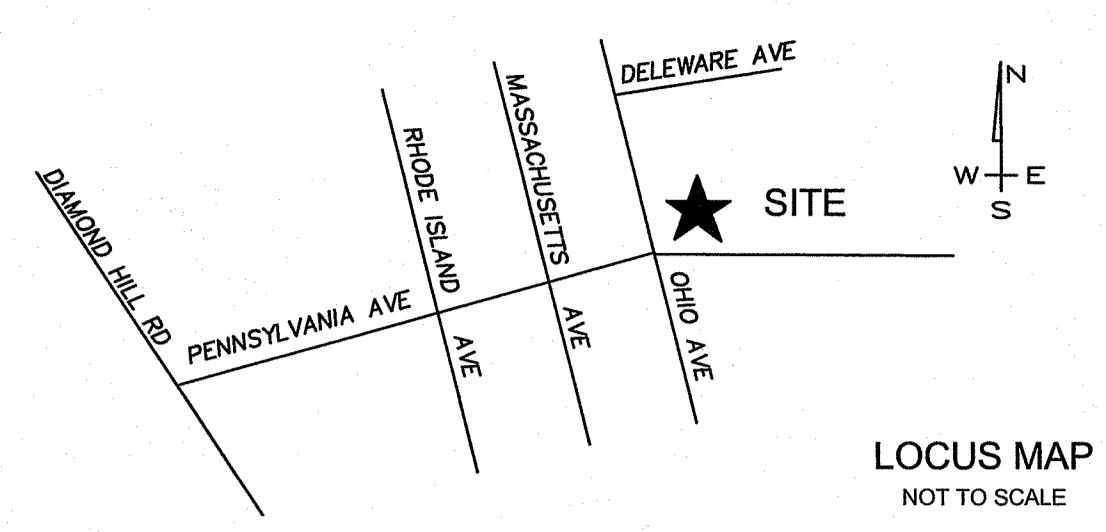 DELEWARE AVE
MASSACHUSETTS AVE
RHODE ISLAND AVE
DIAMOND HILL RD
PENNSYLVANIA AVE
OHIO AVE
SITE
N
W E
S
LOCUS MAP
NOT TO SCALE